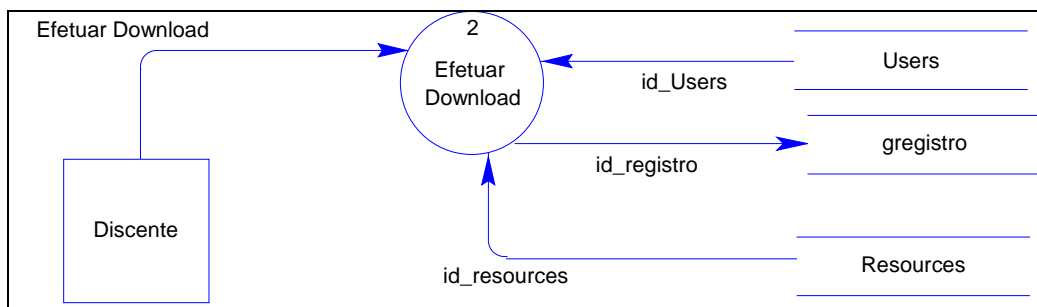 Efetuar Download
2
Efetuar
Download
Users
id_Users
gregistro
id_registro
Discente
Resources
id_resources